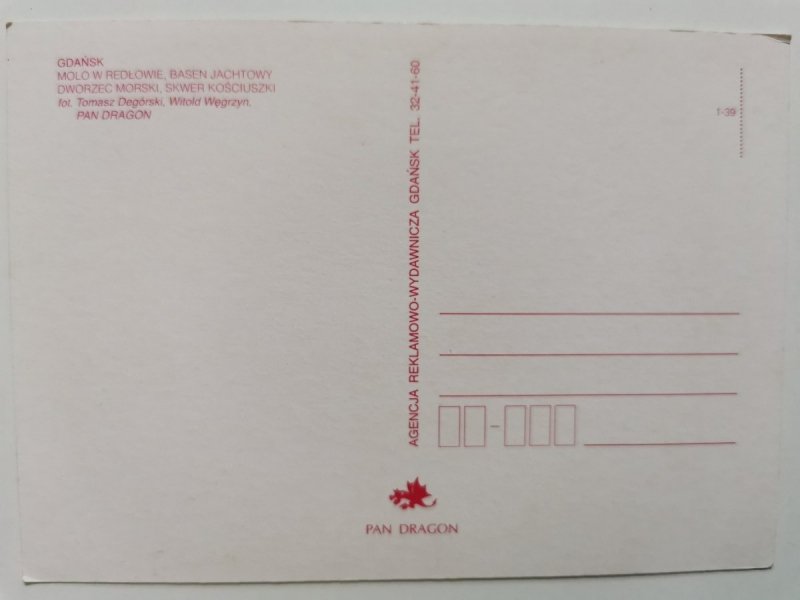 GDAŃSK
MOLO W REDŁOWIE, BASEN JACHTOWY
DWORZEC MORSKI, SKWER KOŚCIUSZKI
fot. Tomasz Degórski, Witold Węgrzyn,
PAN DRAGON
AGENCJA REKLAMOWO-WYDAWNICZA GDAŃSK TEL. 32-41-60
1-39
PAN DRAGON